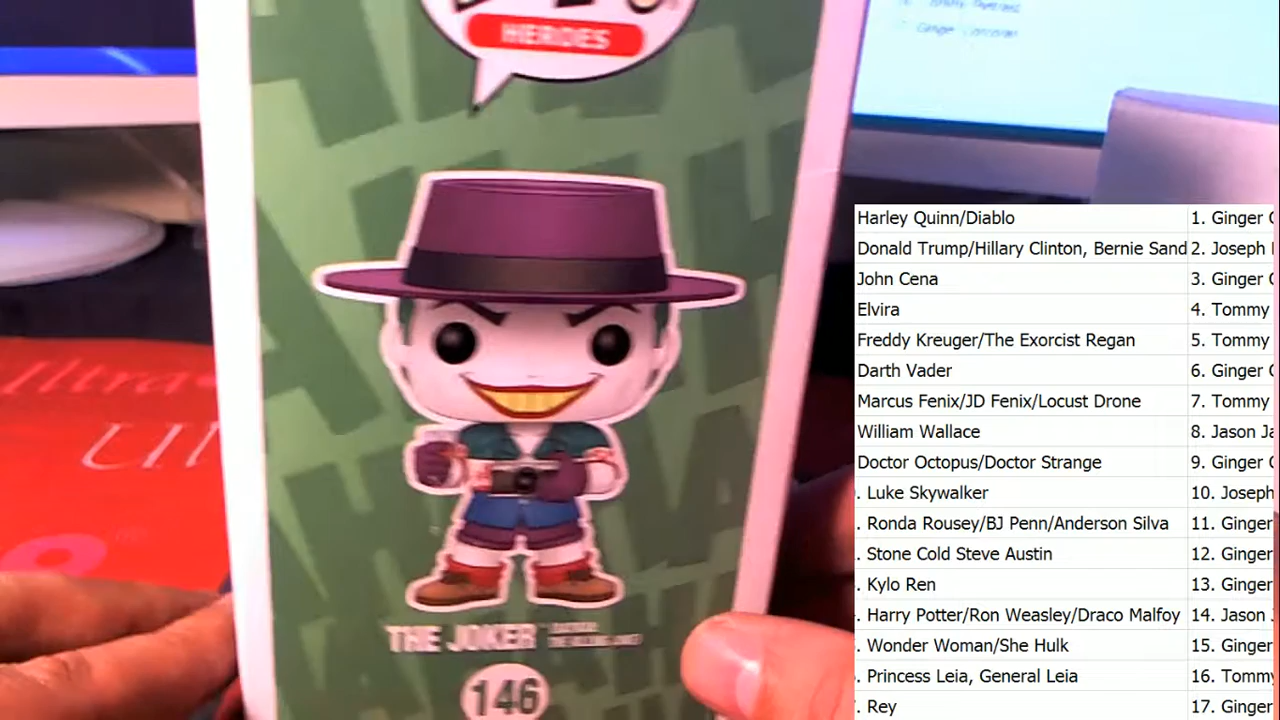 HEROES
THE JOKER
146
Ultra
Ul
Harley Quinn/Diablo 1. Ginger
Donald Trump/Hillary Clinton, Bernie Sand 2. Joseph
John Cena 3. Ginger
Elvira 4. Tommy
Freddy Kreuger/The Exorcist Regan 5. Tommy
Darth Vader 6. Ginger
Marcus Fenix/JD Fenix/Locust Drone 7. Tommy
William Wallace 8. Jason Ja
Doctor Octopus/Doctor Strange 9. Ginger
. Luke Skywalker 10. Joseph
. Ronda Rousey/BJ Penn/Anderson Silva 11. Ginger
. Stone Cold Steve Austin 12. Ginger
. Kylo Ren 13. Ginger
. Harry Potter/Ron Weasley/Draco Malfoy 14. Jason
. Wonder Woman/She Hulk 15. Ginger
. Princess Leia, General Leia 16. Tommy
. Rey 17. Ginger